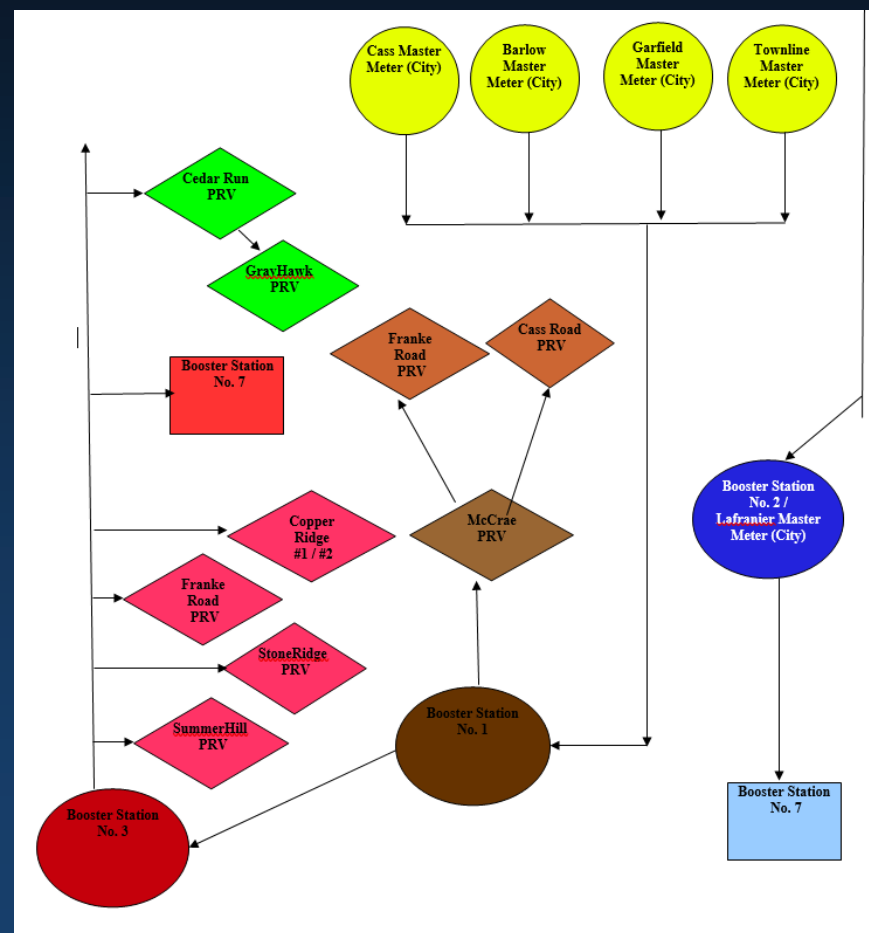 Cass Master
Meter (City)
Barlow
Master
Meter (City)
Garfield
Master
Meter (City)
Townline
Master
Meter (City)
Cedar Run
PRV
GrayHawk
PRV
Franke
Road
PRV
Cass Road
PRV
Booster Station
No. 7
Booster Station
No. 2 /
Lafranier Master
Meter (City)
Copper
Ridge
#1 / #2
McCrae
PRV
Franke
Road
PRV
StoneRidge
PRV
SummerHill
PRV
Booster Station
No. 1
Booster Station
No. 7
Booster Station
No. 3